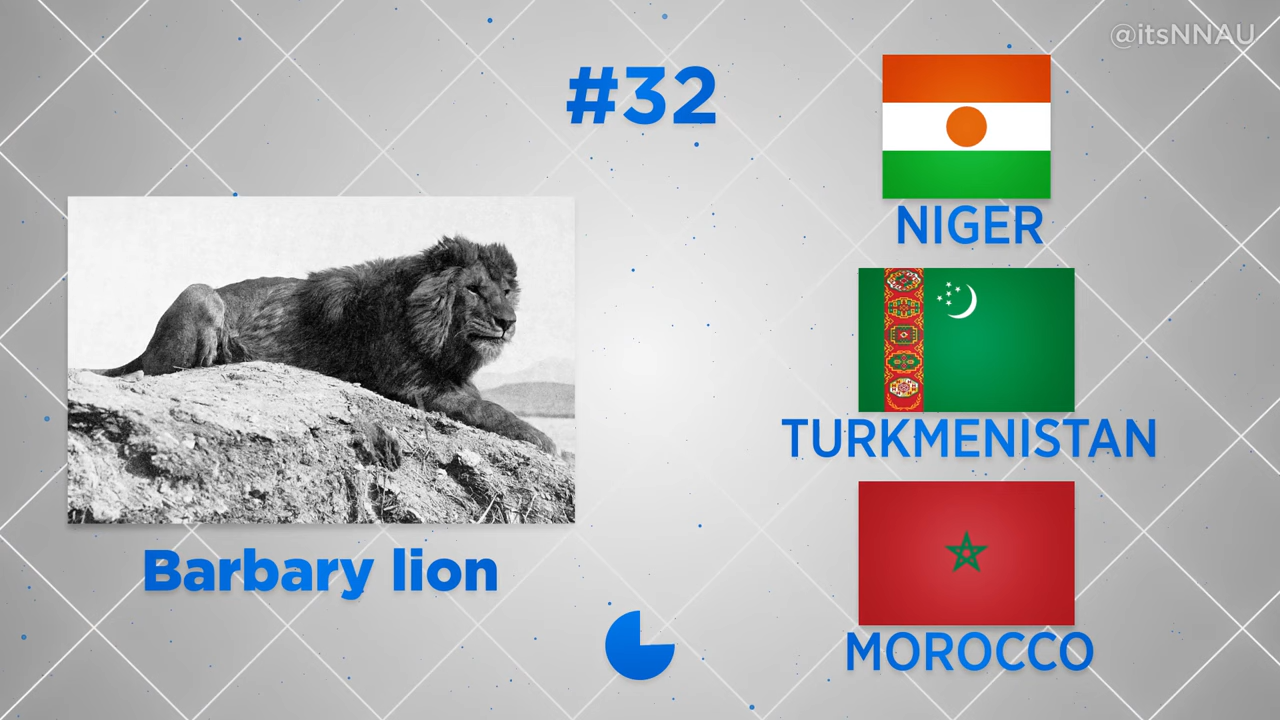 @itsNNAU
#32
NIGER
TURKMENISTAN
Barbary lion
MOROCCO